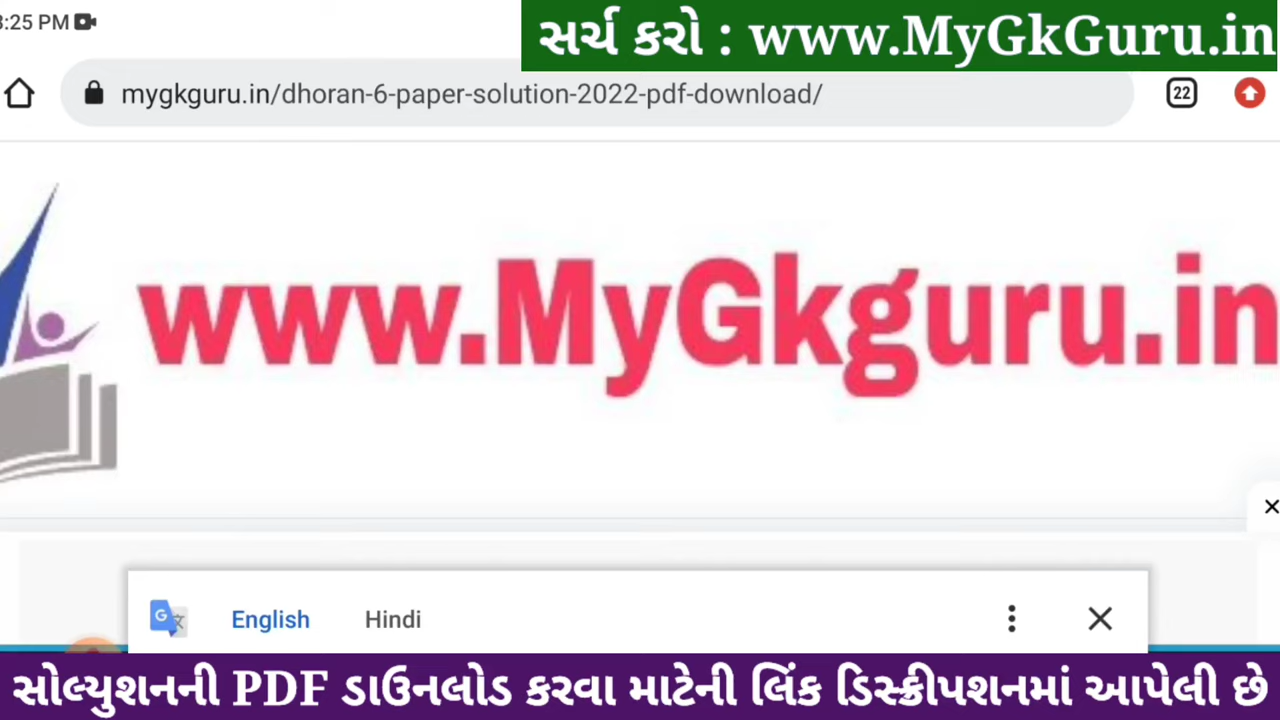 3:25 PM
સર્ચ કરો : www.MyGkGuru.in
mygkguru.in/dhoran-6-paper-solution-2022-pdf-download/
22
www.MyGkguru.in
G
English Hindi
સોલ્યુશનની PDF ડાઉનલોડ કરવા માટેની લિંક ડિસ્ક્રીપશનમાં આપેલી છે